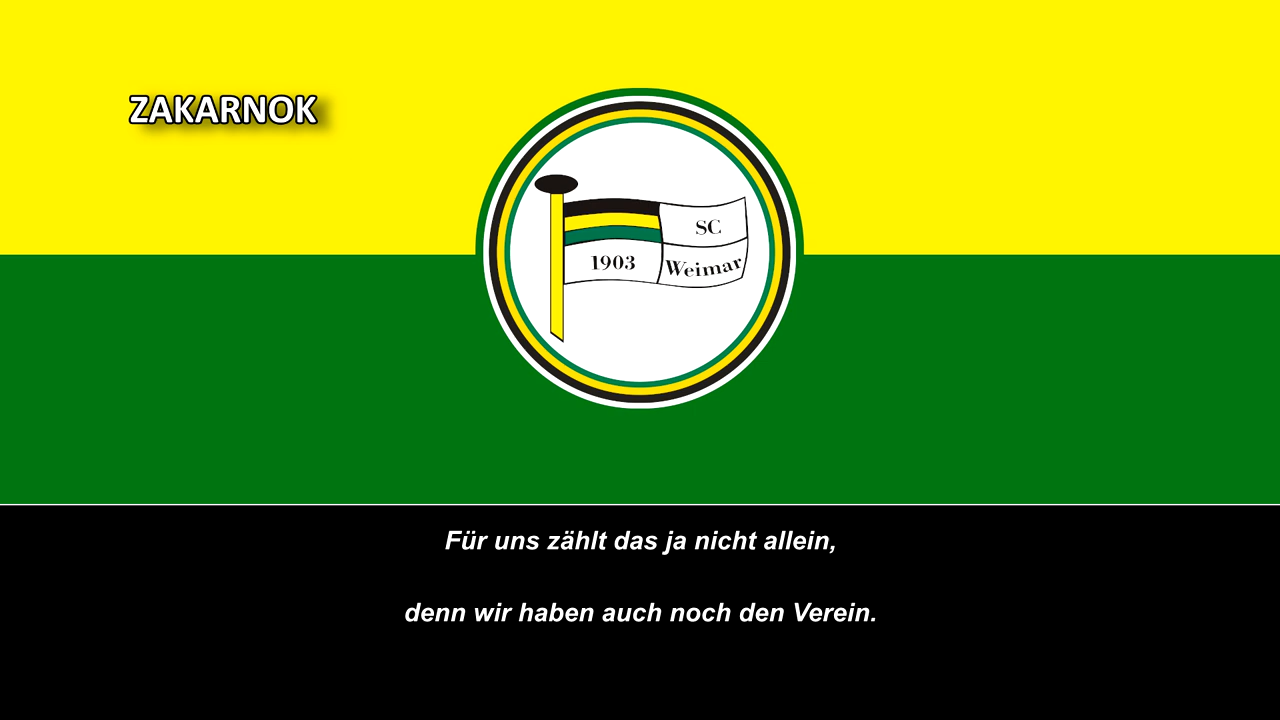 ZAKARNOK
SC
1903
Weimar
Für uns zählt das ja nicht allein,
denn wir haben auch noch den Verein.